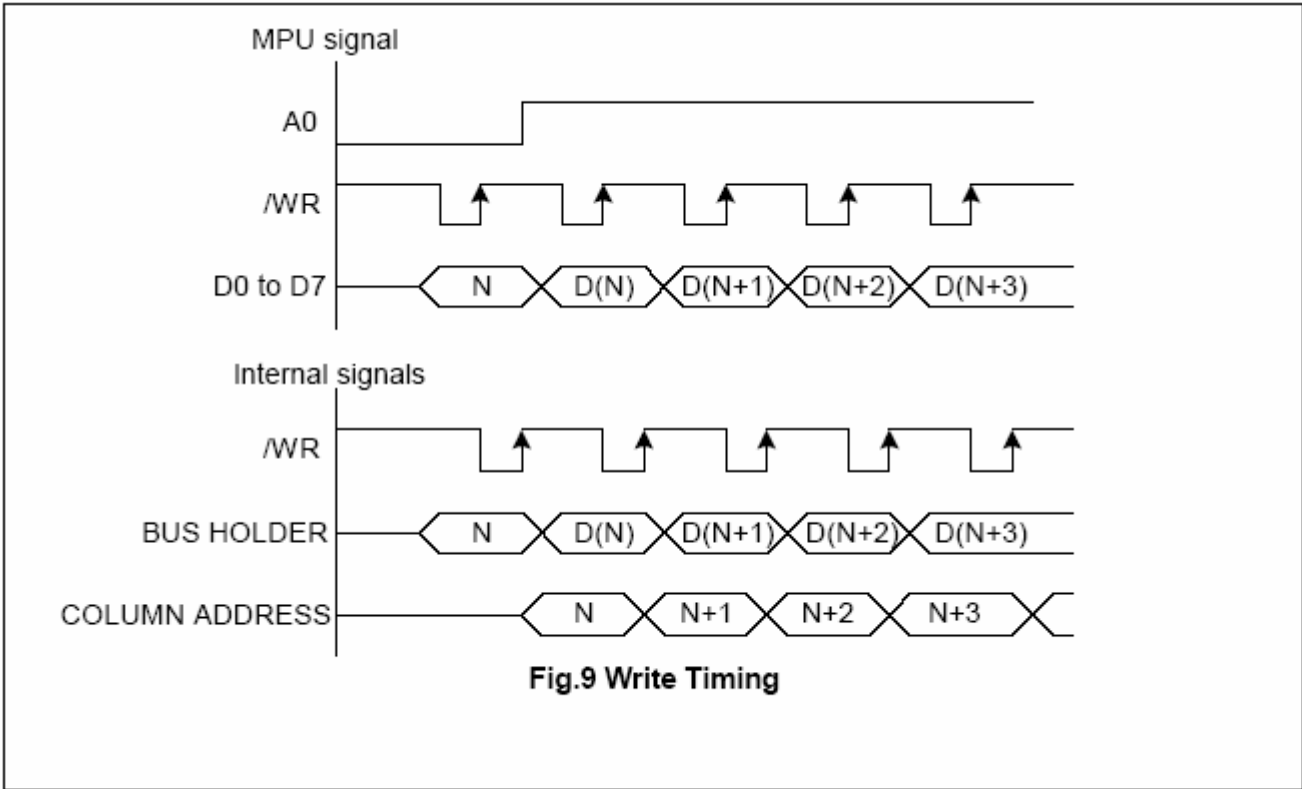 MPU signal
A0
/WR
D0 to D7 N D(N) D(N+1) D(N+2) D(N+3)
Internal signals
/WR
BUS HOLDER N D(N) D(N+1) D(N+2) D(N+3)
COLUMN ADDRESS N N+1 N+2 N+3
Fig.9 Write Timing